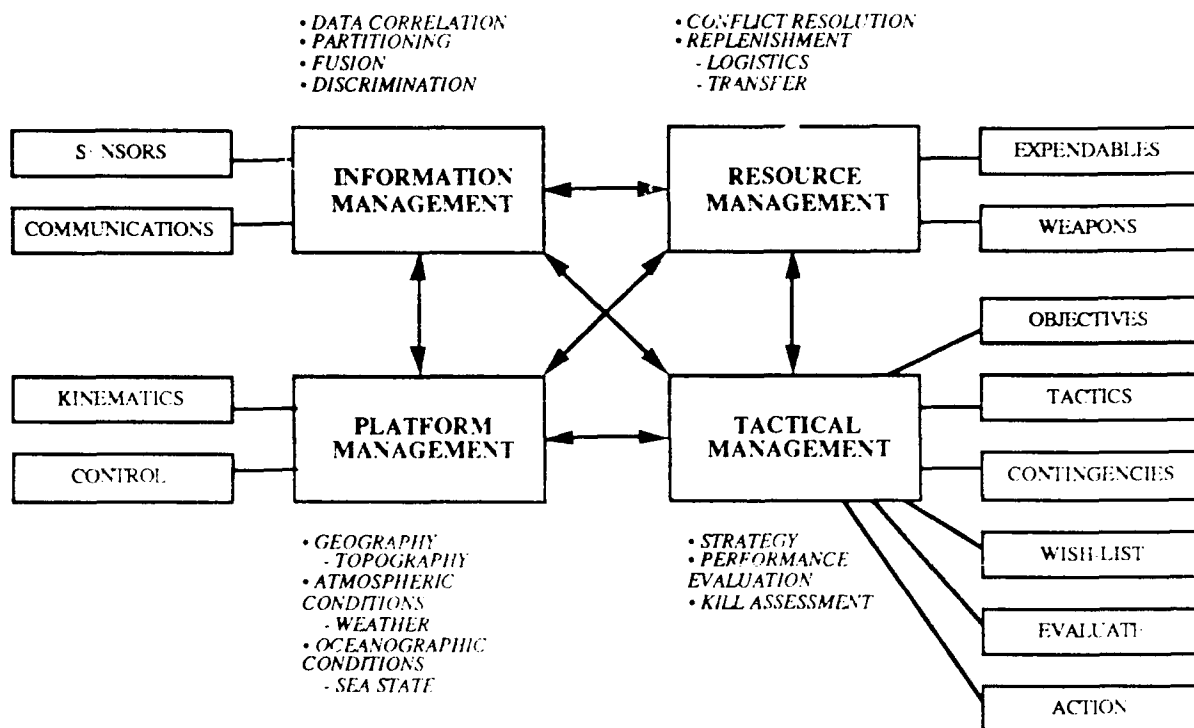 • DATA CORRELATION
• PARTITIONING
• FUSION
• DISCRIMINATION
• CONFLICT RESOLUTION
• REPLENISHMENT
- LOGISTICS
- TRANSFER
SENSORS
COMMUNICATIONS
INFORMATION
MANAGEMENT
RESOURCE
MANAGEMENT
EXPENDABLES
WEAPONS
OBJECTIVES
KINEMATICS
CONTROL
PLATFORM
MANAGEMENT
TACTICAL
MANAGEMENT
TACTICS
CONTINGENCIES
WISH-LIST
EVALUATE
ACTION
• GEOGRAPHY
- TOPOGRAPHY
• ATMOSPHERIC
CONDITIONS
- WEATHER
• OCEANOGRAPHIC
CONDITIONS
- SEA STATE
• STRATEGY
• PERFORMANCE
EVALUATION
• KILL ASSESSMENT